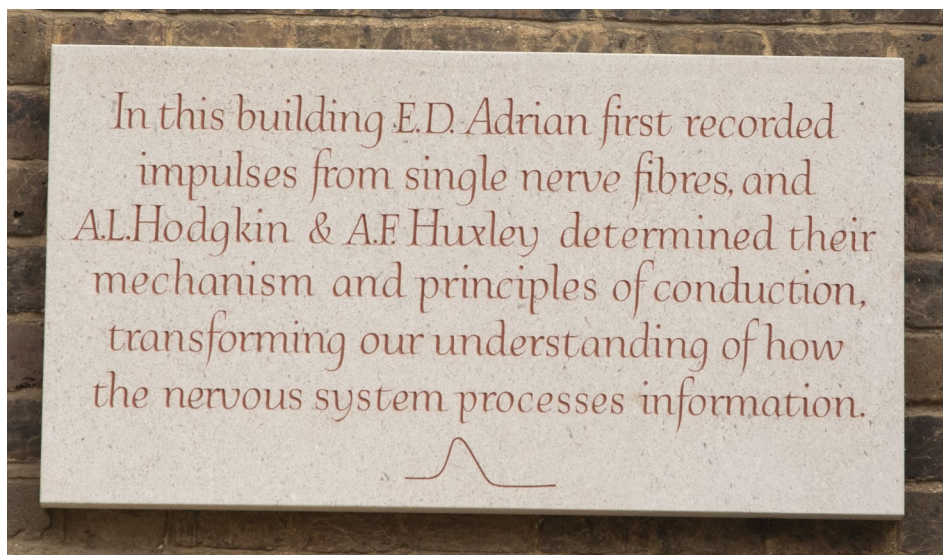 In this building E.D. Adrian first recorded
impulses from single nerve fibres, and
A.L.Hodgkin & A.F. Huxley determined their
mechanism and principles of conduction,
transforming our understanding of how
the nervous system processes information.